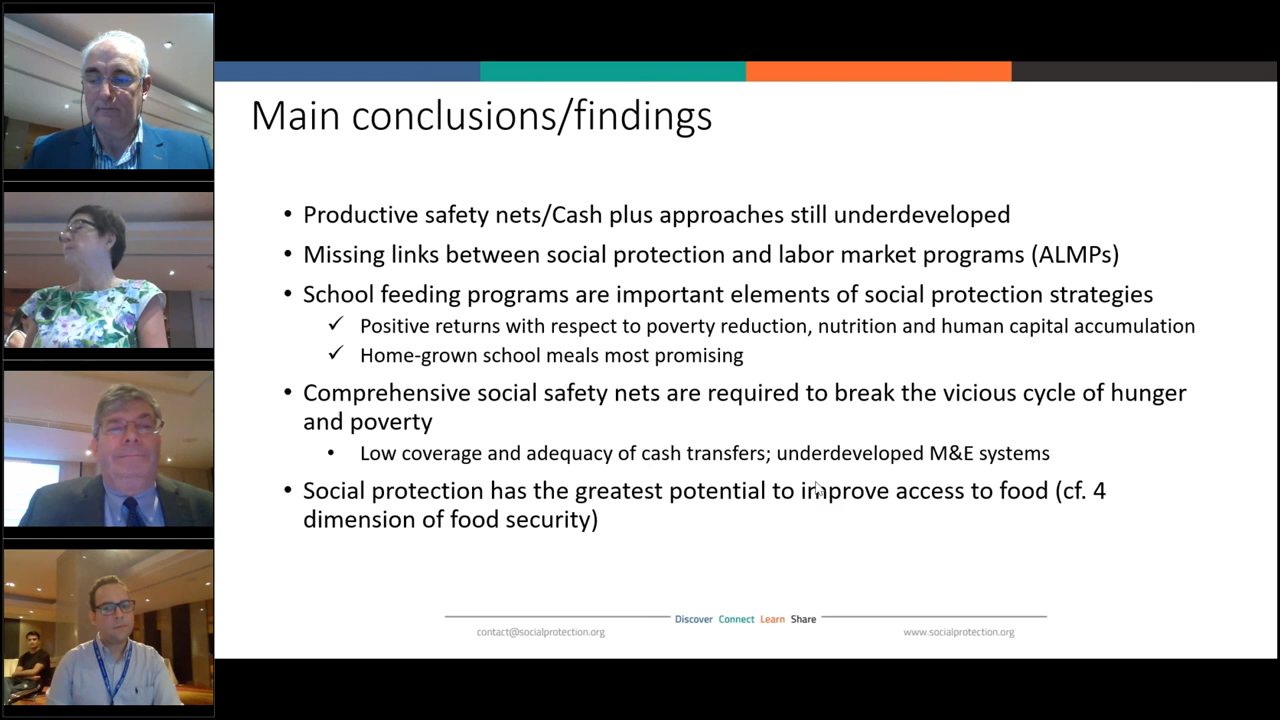 Main conclusions/findings
• Productive safety nets/Cash plus approaches still underdeveloped
• Missing links between social protection and labor market programs (ALMPs)
• School feeding programs are important elements of social protection strategies
✓ Positive returns with respect to poverty reduction, nutrition and human capital accumulation
✓ Home-grown school meals most promising
• Comprehensive social safety nets are required to break the vicious cycle of hunger
and poverty
• Low coverage and adequacy of cash transfers; underdeveloped M&E systems
• Social protection has the greatest potential to improve access to food (cf. 4
dimension of food security)
Discover Connect Learn Share
contact@socialprotection.org www.socialprotection.org